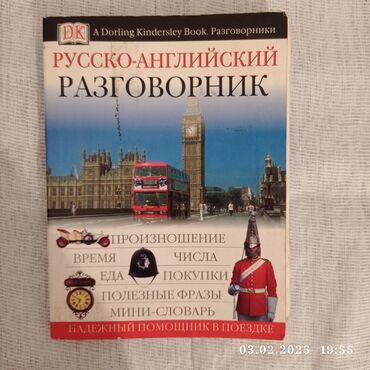 DK A Dorling Kindersley Book. Разговорники
РУССКО-АНГЛИЙСКИЙ
РАЗГОВОРНИК
ПРОИЗНОШЕНИЕ
ВРЕМЯ ЧИСЛА
ЕДА ПОКУПКИ
ПОЛЕЗНЫЕ ФРАЗЫ
МИНИ-СЛОВАРЬ
НАДЕЖНЫЙ ПОМОЩНИК В ПОЕЗДКЕ
03.02.2025 19:55